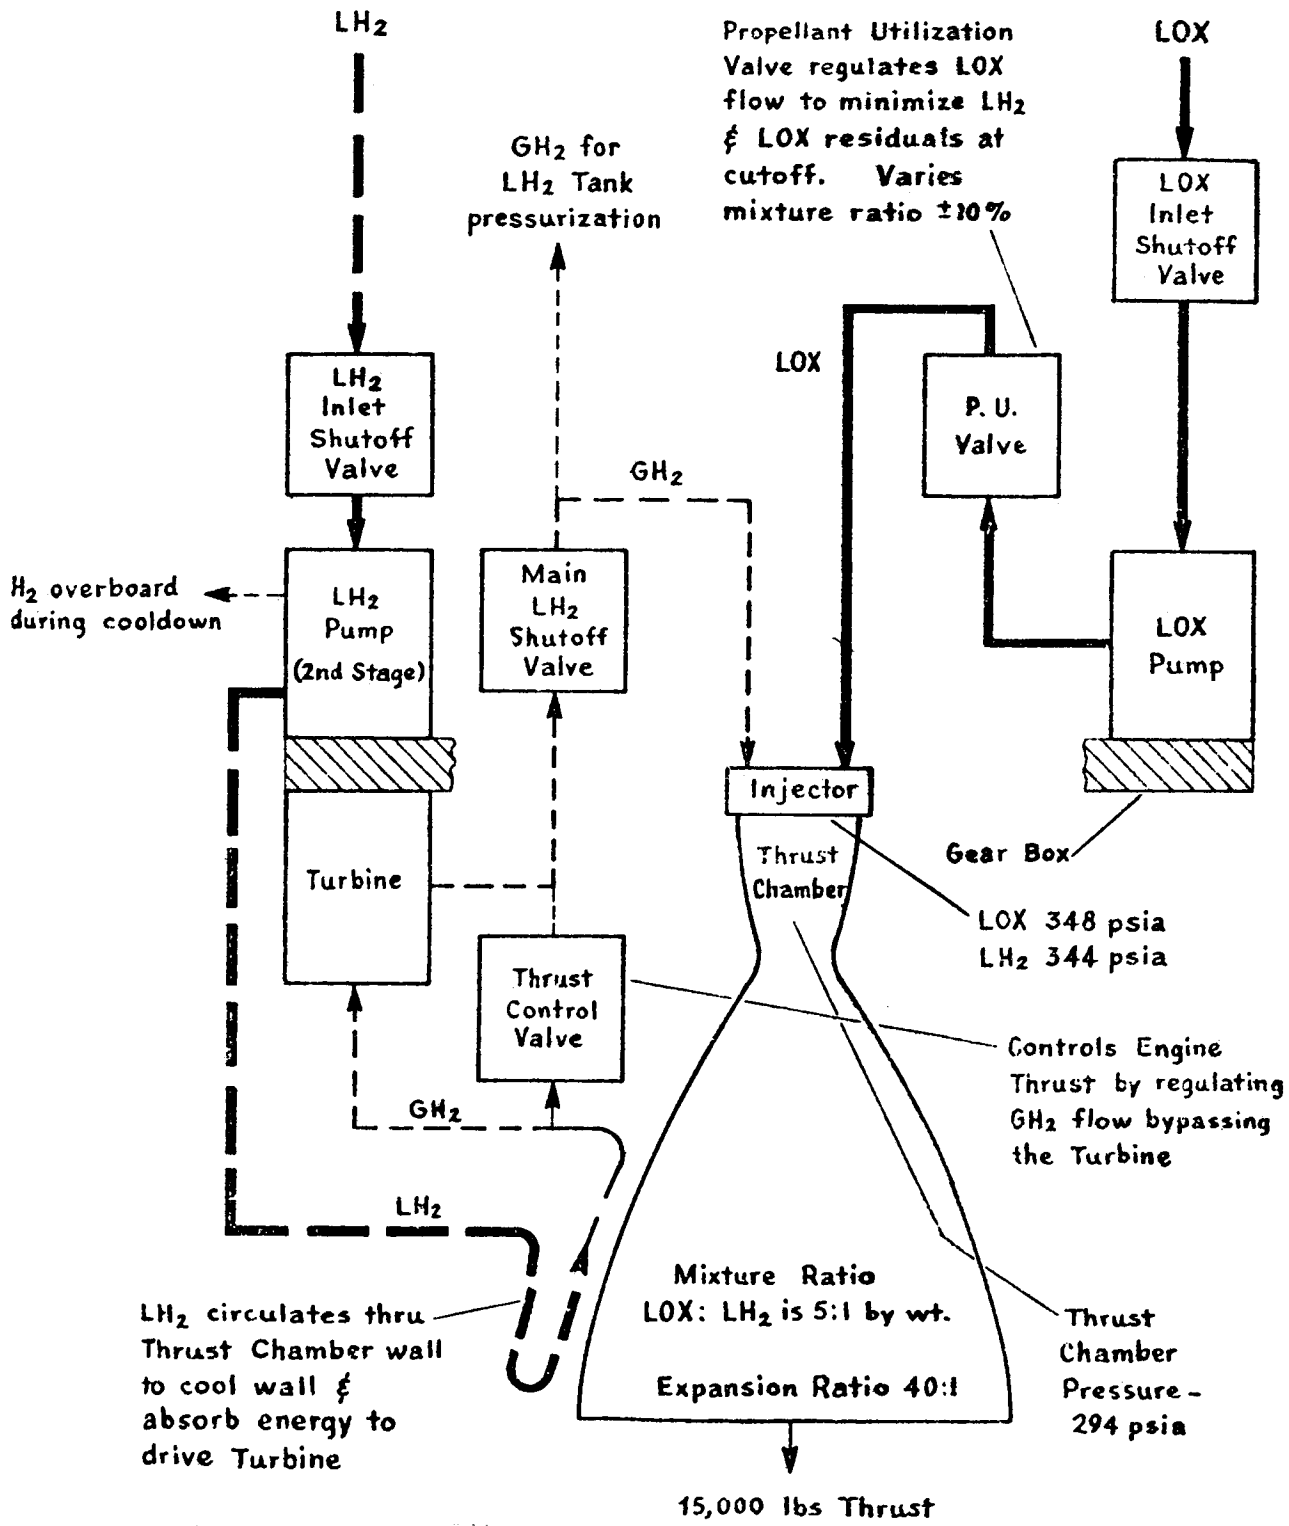 LH2
Propellant Utilization
Valve regulates LOX
flow to minimize LH2
& LOX residuals at
cutoff. Varies
mixture ratio ±10%
LOX
GH2 for
LH2 Tank
pressurization
LOX
Inlet
Shutoff
Valve
LH2
Inlet
Shutoff
Valve
LOX
P. U.
Valve
GH2
H2 overboard
during cooldown
LH2
Pump
(2nd Stage)
Main
LH2
Shutoff
Valve
LOX
Pump
Injector
Thrust
Chamber
Gear Box
Turbine
LOX 348 psia
LH2 344 psia
Thrust
Control
Valve
Controls Engine
Thrust by regulating
GH2 flow bypassing
the Turbine
GH2
LH2
LH2 circulates thru
Thrust Chamber wall
to cool wall &
absorb energy to
drive Turbine
Mixture Ratio
LOX: LH2 is 5:1 by wt.
Expansion Ratio 40:1
Thrust
Chamber
Pressure-
294 psia
15,000 lbs Thrust